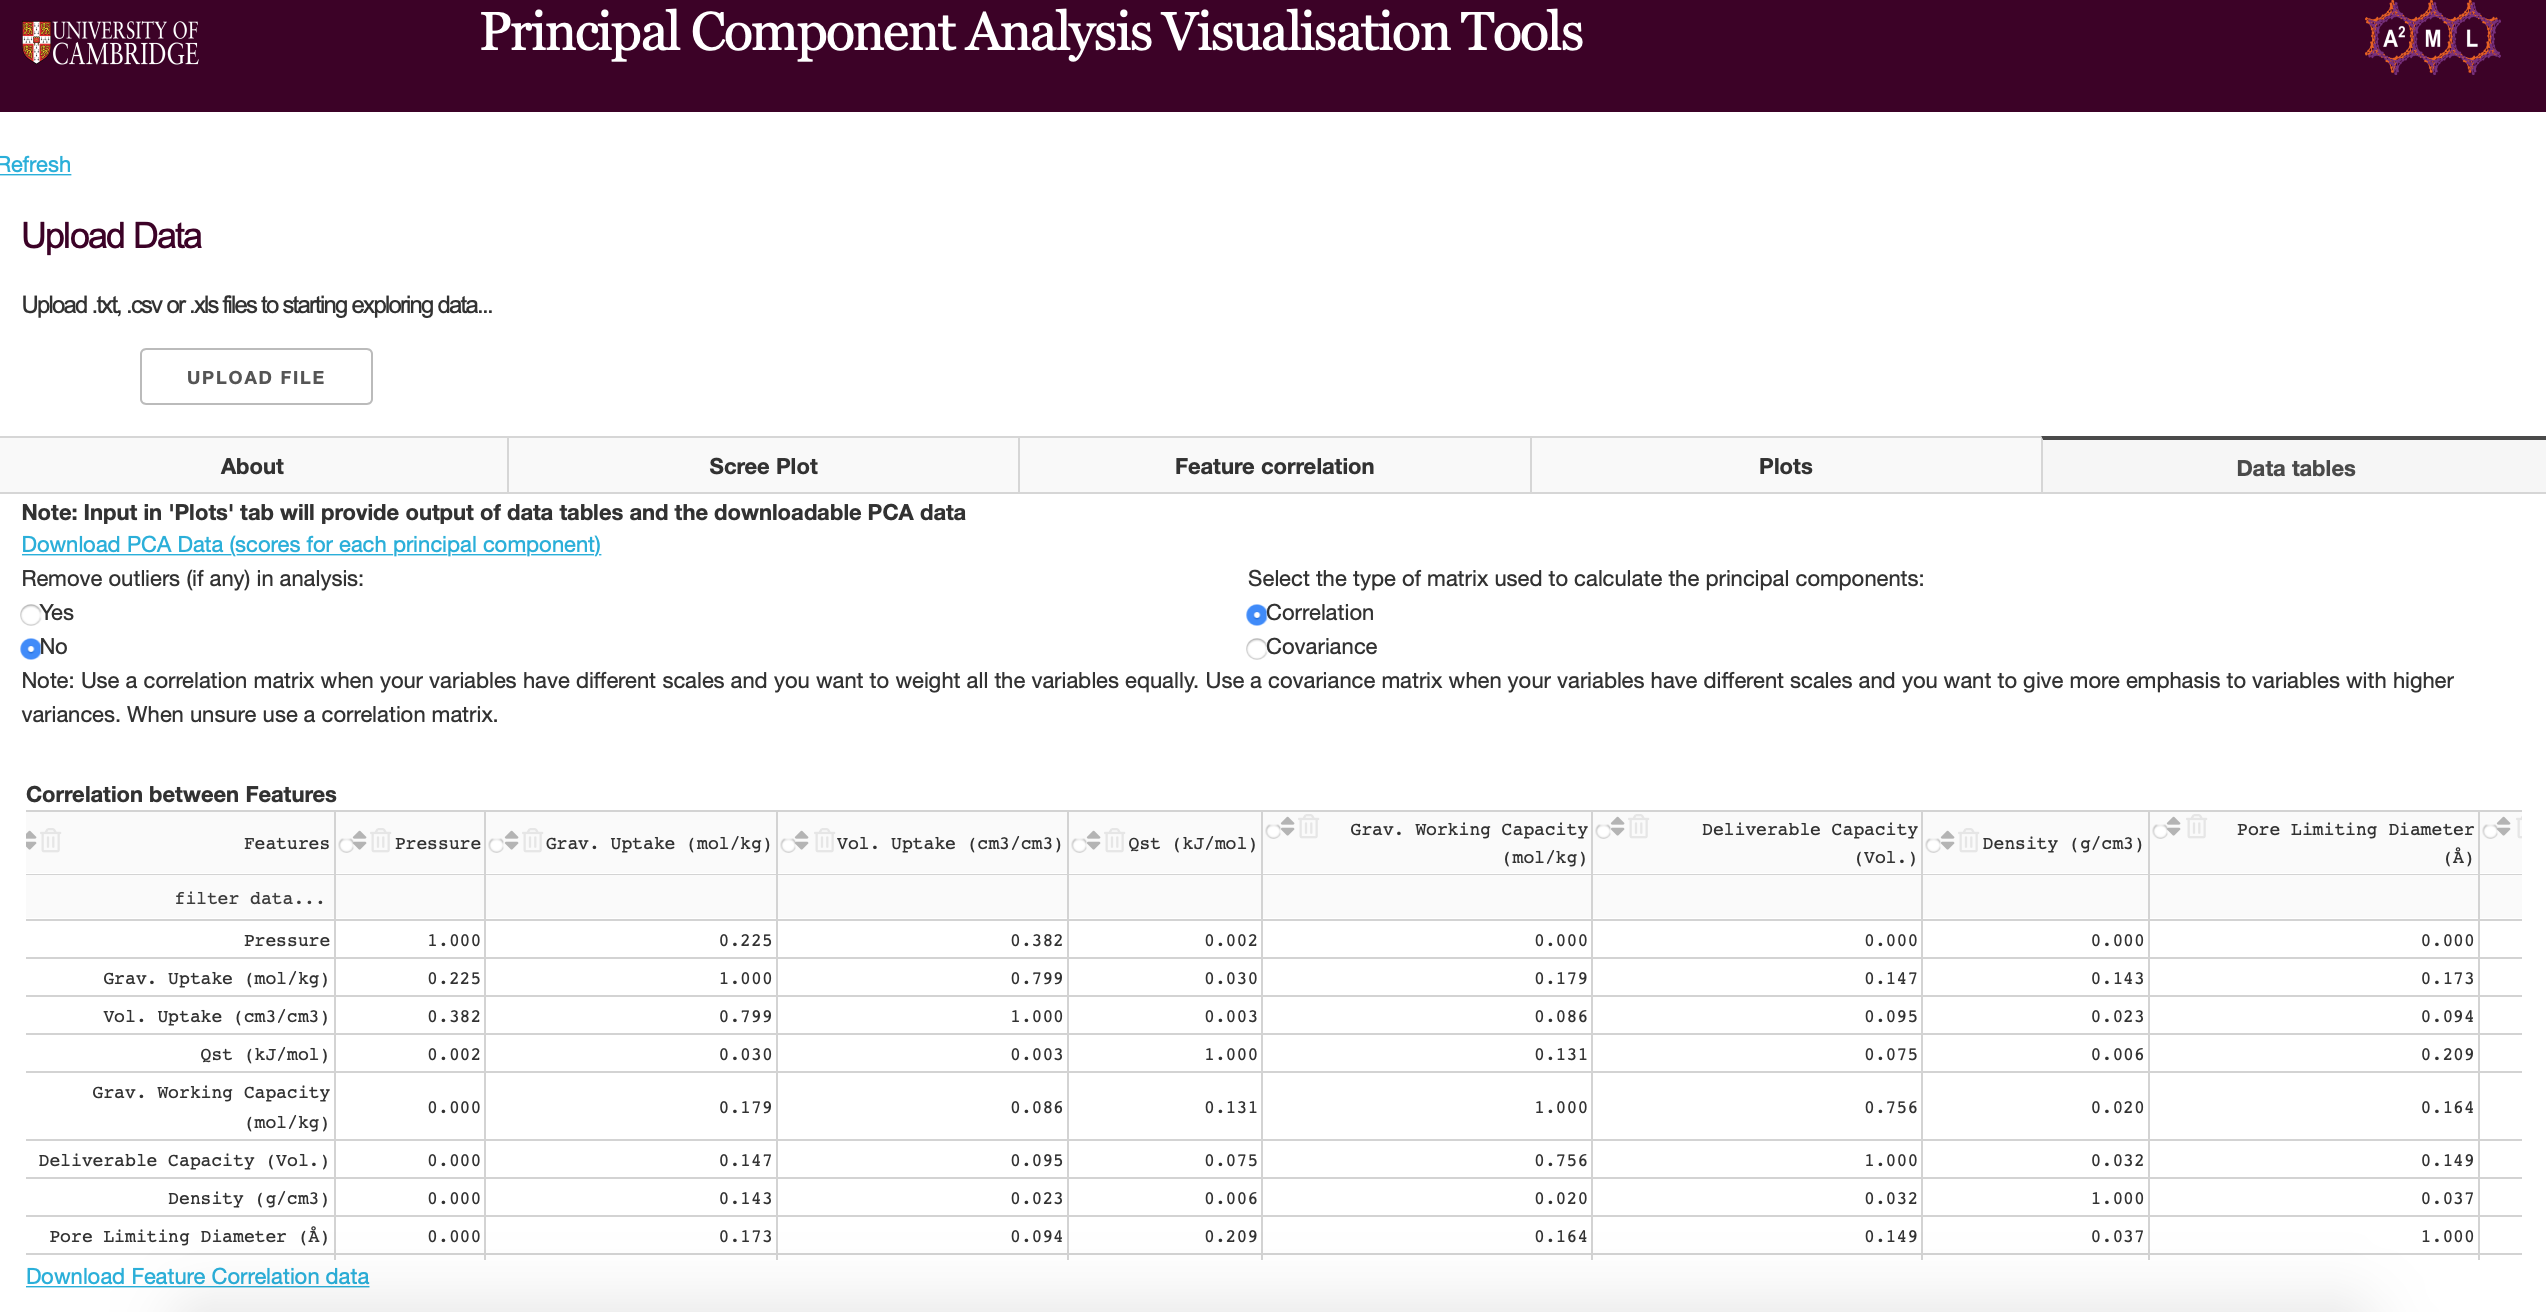 UNIVERSITY OF
CAMBRIDGE
Principal Component Analysis Visualisation Tools
A² M L
Refresh
Upload Data
Upload .txt, .csv or .xls files to starting exploring data...
UPLOAD FILE
About Scree Plot Feature correlation Plots Data tables
Note: Input in 'Plots' tab will provide output of data tables and the downloadable PCA data
Download PCA Data (scores for each principal component)
Remove outliers (if any) in analysis: Select the type of matrix used to calculate the principal components:
Yes Correlation
No Covariance
Note: Use a correlation matrix when your variables have different scales and you want to weight all the variables equally. Use a covariance matrix when your variables have different scales and you want to give more emphasis to variables with higher
variances. When unsure use a correlation matrix.
Correlation between Features
Features Pressure Grav. Uptake (mol/kg) Vol. Uptake (cm3/cm3) Qst (kJ/mol) Grav. Working Capacity (mol/kg) Deliverable Capacity (Vol.) Density (g/cm3) Pore Limiting Diameter (Å)
filter data...
Pressure 1.000 0.225 0.382 0.002 0.000 0.000 0.000 0.000
Grav. Uptake (mol/kg) 0.225 1.000 0.799 0.030 0.179 0.147 0.143 0.173
Vol. Uptake (cm3/cm3) 0.382 0.799 1.000 0.003 0.086 0.095 0.023 0.094
Qst (kJ/mol) 0.002 0.030 0.003 1.000 0.131 0.075 0.006 0.209
Grav. Working Capacity (mol/kg) 0.000 0.179 0.086 0.131 1.000 0.756 0.020 0.164
Deliverable Capacity (Vol.) 0.000 0.147 0.095 0.075 0.756 1.000 0.032 0.149
Density (g/cm3) 0.000 0.143 0.023 0.006 0.020 0.032 1.000 0.037
Pore Limiting Diameter (Å) 0.000 0.173 0.094 0.209 0.164 0.149 0.037 1.000
Download Feature Correlation data